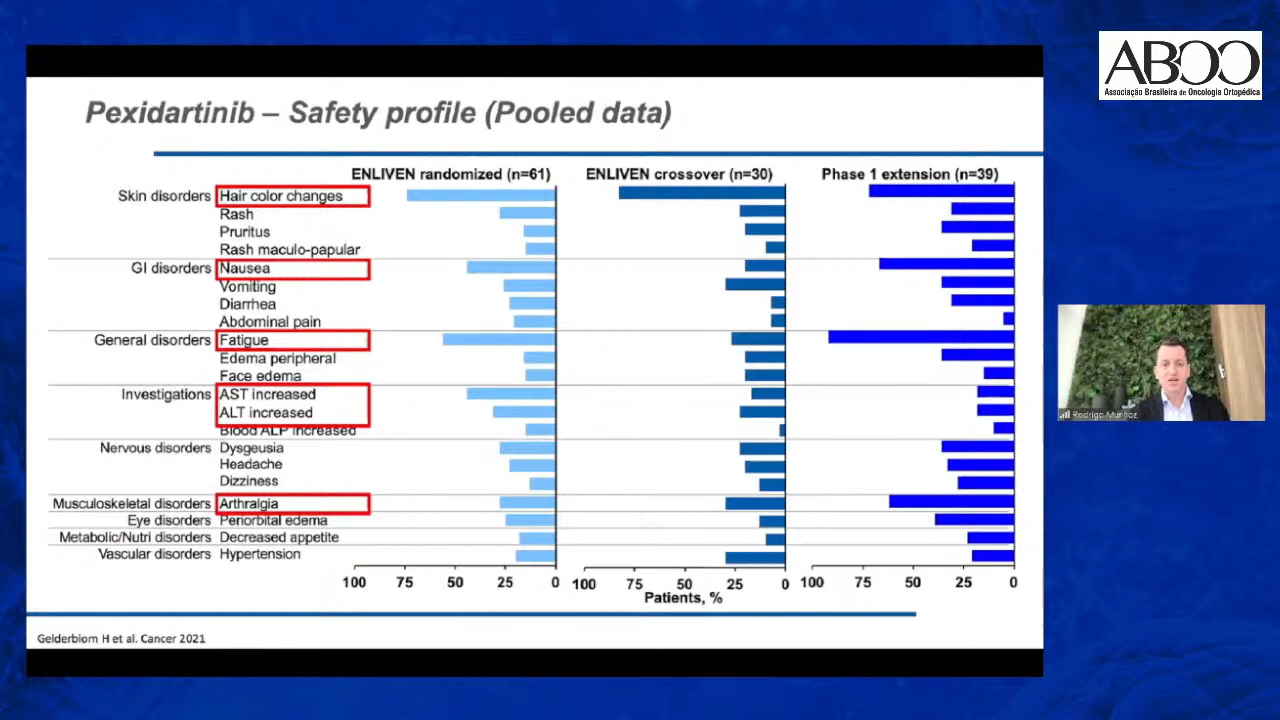 ABOO
Associação Brasileira de Oncologia Ortopédica
Pexidartinib – Safety profile (Pooled data)
ENLIVEN randomized (n=61) ENLIVEN crossover (n=30) Phase 1 extension (n=39)
Skin disorders Hair color changes
Rash
Pruritus
Rash maculo-papular
GI disorders Nausea
Vomiting
Diarrhea
Abdominal pain
General disorders Fatigue
Edema peripheral
Face edema
Investigations AST increased
ALT increased
Blood ALP increased
Nervous disorders Dysgeusia
Headache
Dizziness
Musculoskeletal disorders Arthralgia
Eye disorders Periorbital edema
Metabolic/Nutri disorders Decreased appetite
Vascular disorders Hypertension
100 75 50 25 0 100 75 50 25 0 100 75 50 25 0
Patients, %
Gelderblom H et al. Cancer 2021
Rodrigo Munhoz